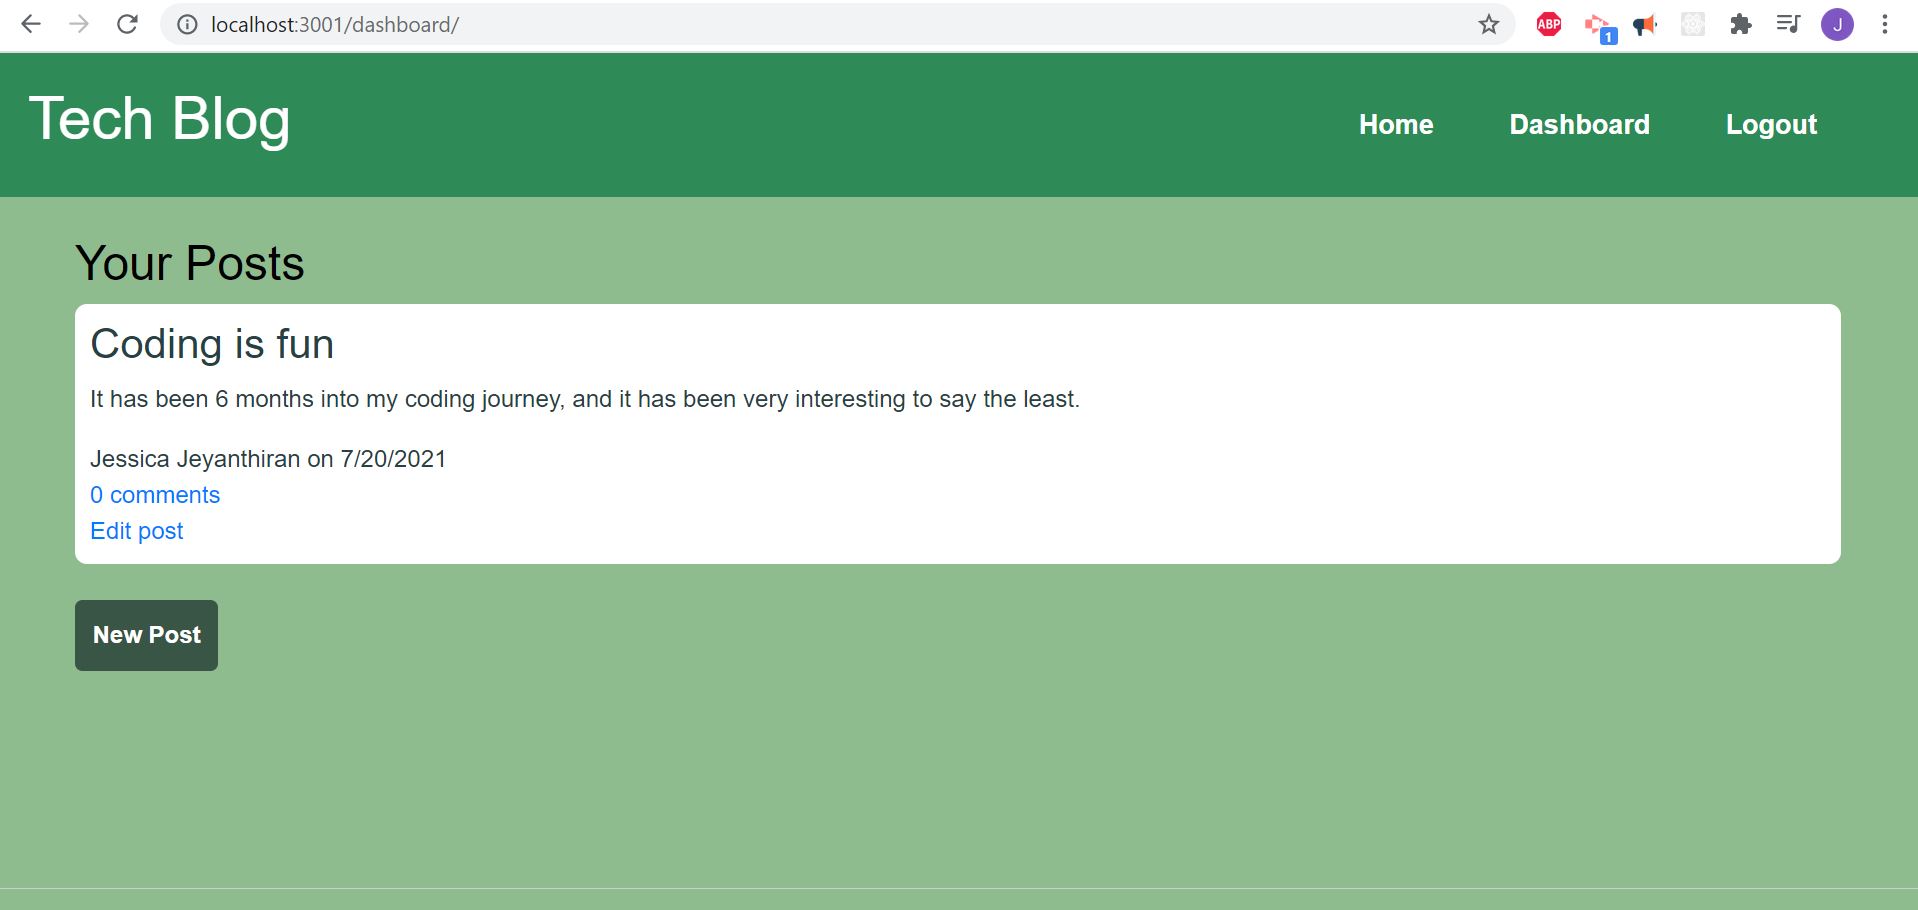 localhost:3001/dashboard/
ABP
1
J
Tech Blog
Home Dashboard Logout
Your Posts
Coding is fun
It has been 6 months into my coding journey, and it has been very interesting to say the least.
Jessica Jeyanthiran on 7/20/2021
0 comments
Edit post
New Post